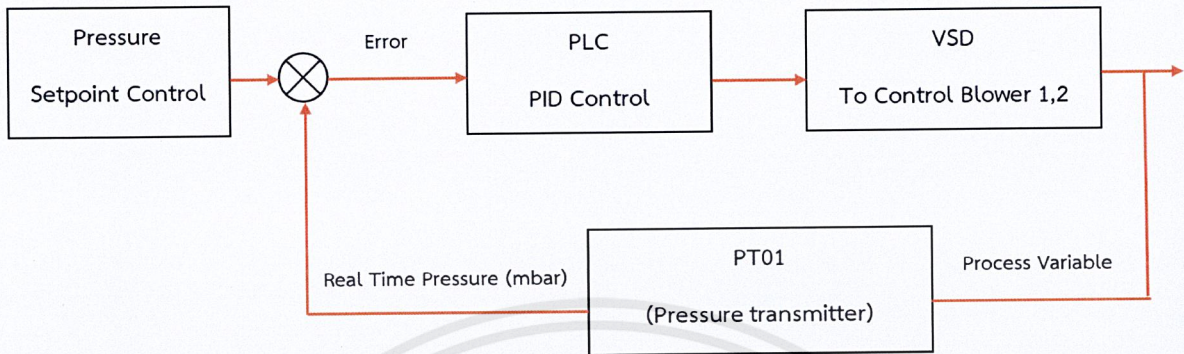 Pressure
Setpoint Control
Error
PLC
PID Control
VSD
To Control Blower 1,2
Real Time Pressure (mbar)
PT01
(Pressure transmitter)
Process Variable